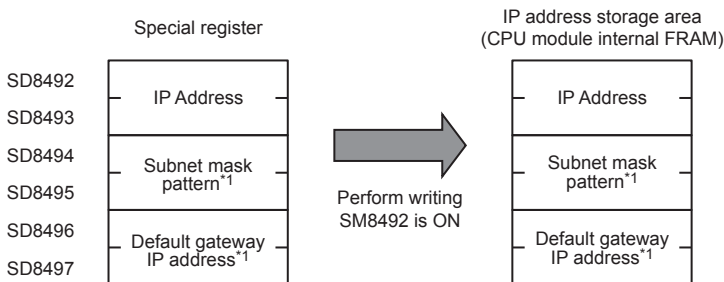 Special register
IP address storage area
(CPU module internal FRAM)
SD8492
SD8493
SD8494
SD8495
SD8496
SD8497
IP Address
Subnet mask
pattern*1
Default gateway
IP address*1
Perform writing
SM8492 is ON
IP Address
Subnet mask
pattern*1
Default gateway
IP address*1